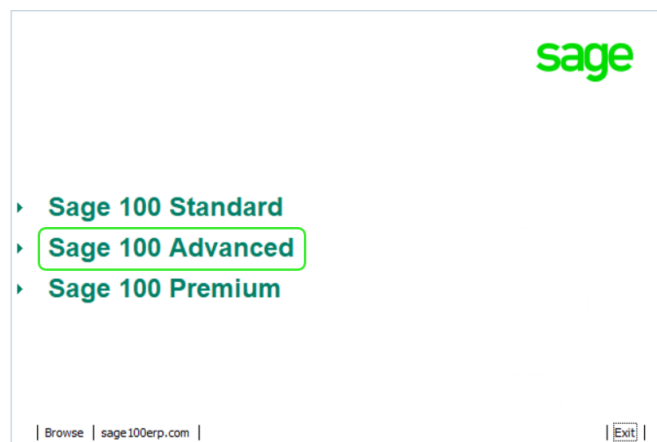 sage
Sage 100 Standard
Sage 100 Advanced
Sage 100 Premium
Browse | sage100erp.com | | Exit |